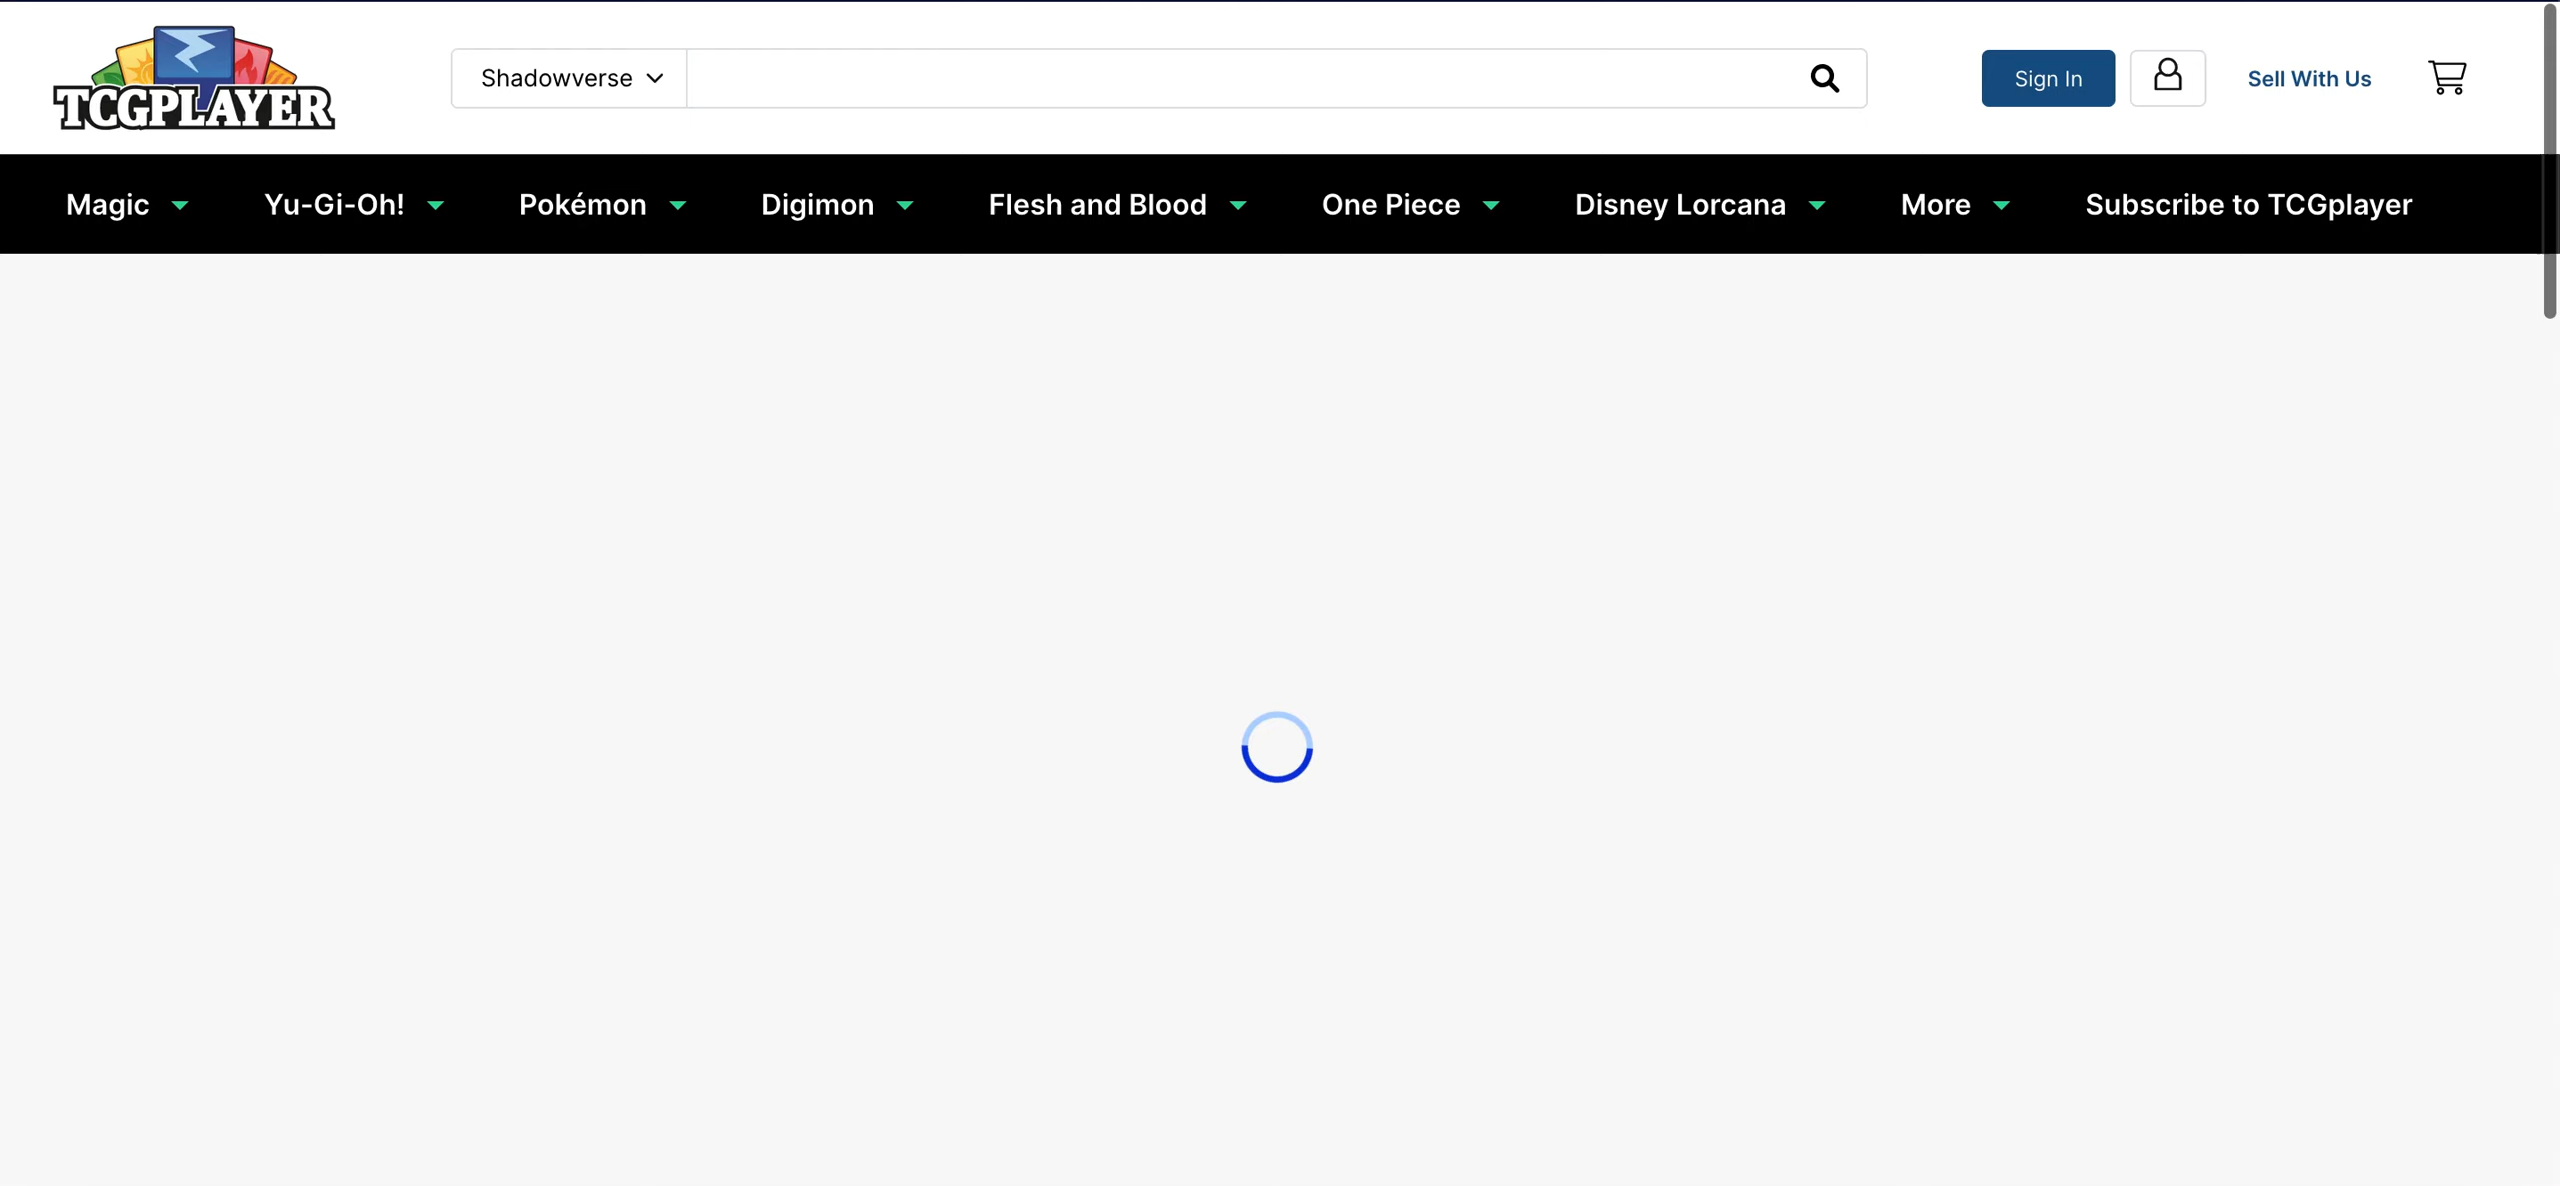 TCGPLAYER
Shadowverse
Sign In
Sell With Us
Magic
Yu-Gi-Oh!
Pokémon
Digimon
Flesh and Blood
One Piece
Disney Lorcana
More
Subscribe to TCGplayer